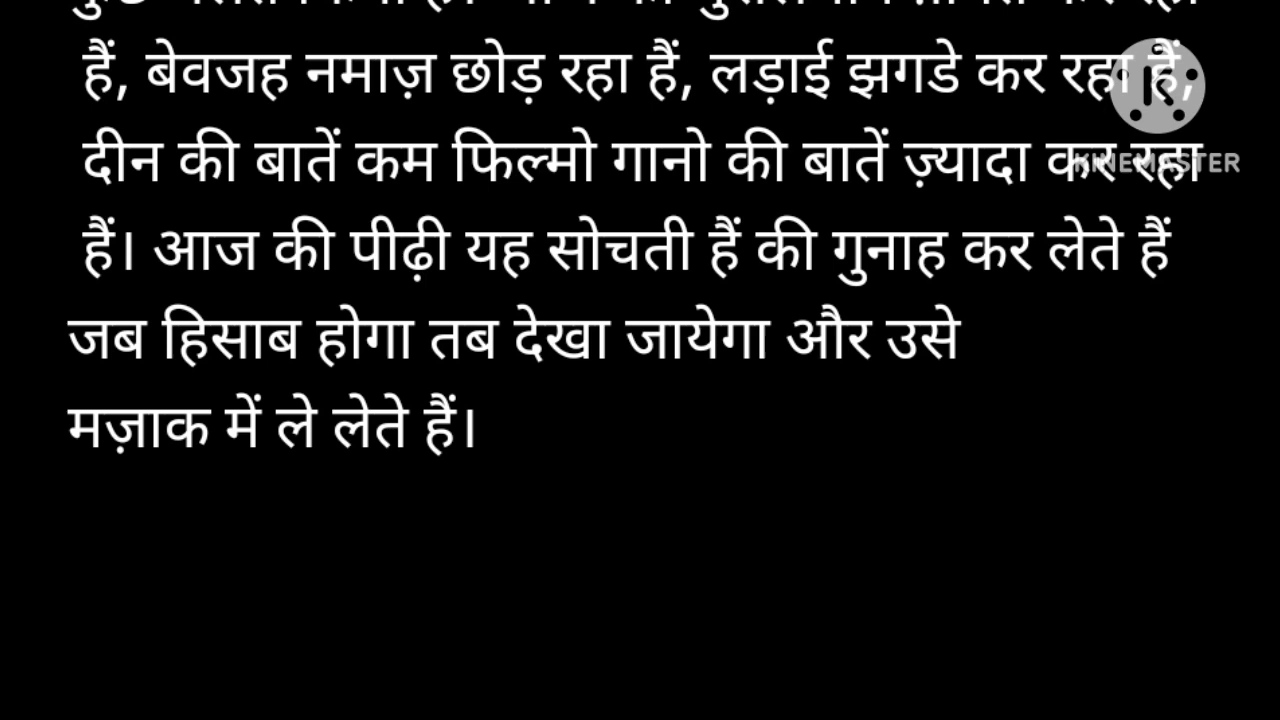 हैं, बेवजह नमाज़ छोड़ रहा हैं, लड़ाई झगडे कर रहा हैं,
दीन की बातें कम फिल्मो गानो की बातें ज़्यादा कर रहा
हैं। आज की पीढ़ी यह सोचती हैं की गुनाह कर लेते हैं
जब हिसाब होगा तब देखा जायेगा और उसे
मज़ाक में ले लेते हैं।
KINEMASTER